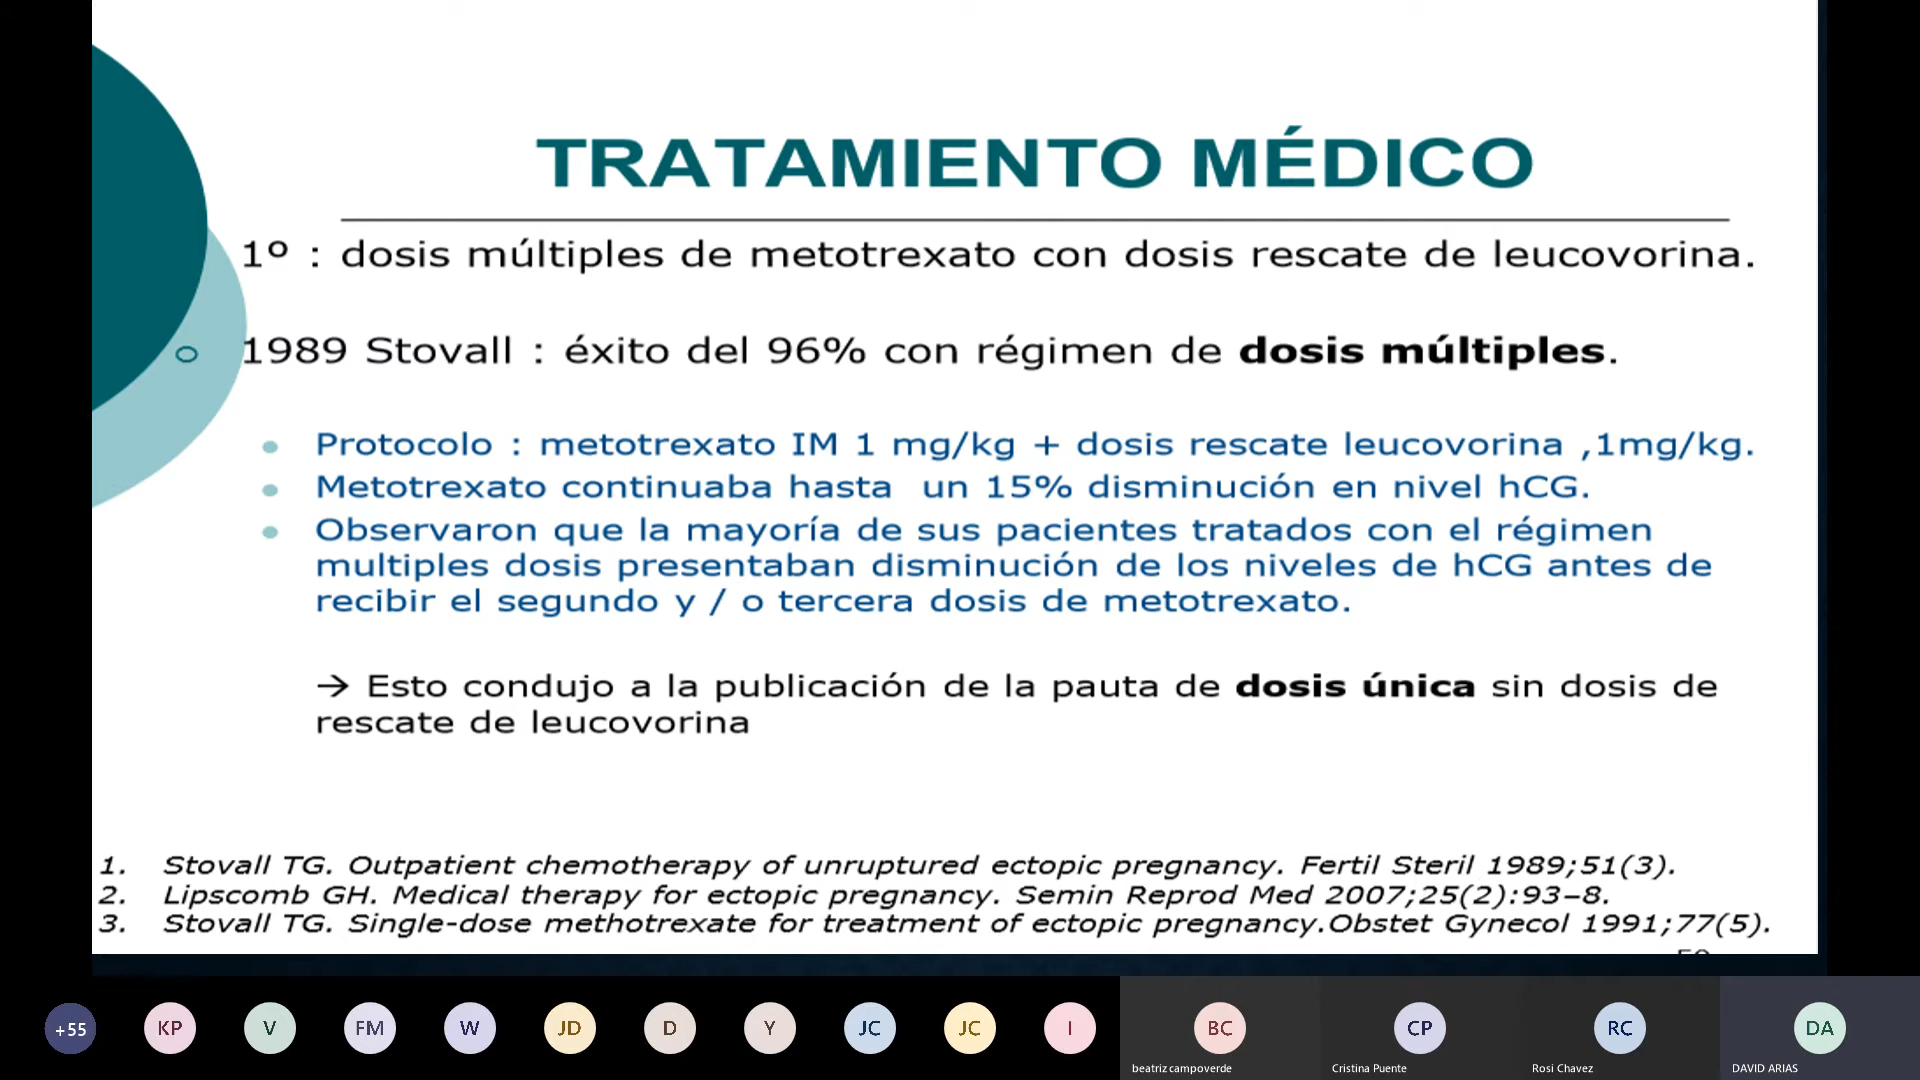 TRATAMIENTO MÉDICO
1º : dosis múltiples de metotrexato con dosis rescate de leucovorina.
1989 Stovall : éxito del 96% con régimen de dosis múltiples.
Protocolo : metotrexato IM 1 mg/kg + dosis rescate leucovorina ,1mg/kg.
Metotrexato continuaba hasta un 15% disminución en nivel hCG.
Observaron que la mayoría de sus pacientes tratados con el régimen
multiples dosis presentaban disminución de los niveles de hCG antes de
recibir el segundo y / o tercera dosis de metotrexato.
→ Esto condujo a la publicación de la pauta de dosis única sin dosis de
rescate de leucovorina
1. Stovall TG. Outpatient chemotherapy of unruptured ectopic pregnancy. Fertil Steril 1989;51(3).
2. Lipscomb GH. Medical therapy for ectopic pregnancy. Semin Reprod Med 2007;25(2):93–8.
3. Stovall TG. Single-dose methotrexate for treatment of ectopic pregnancy.Obstet Gynecol 1991;77(5).
+55 KP V FM W JD D Y JC JC I BC CP RC DA
beatriz campoverde Cristina Puente Rosi Chavez DAVID ARIAS